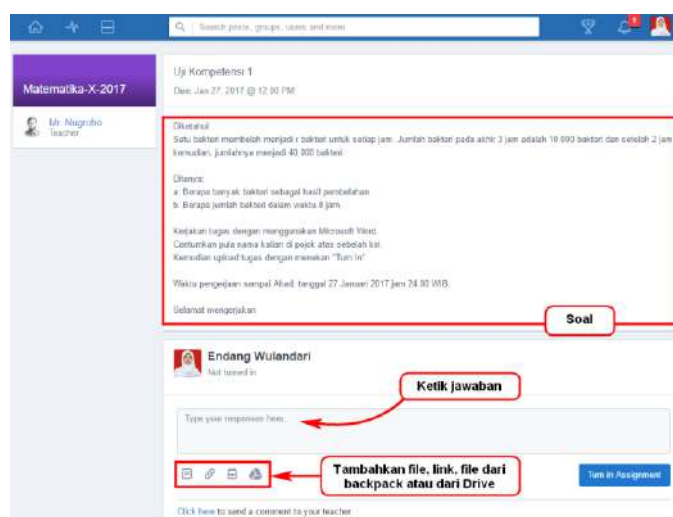 Search posts, groups, users and more
1
Matematika-X-2017
Mr. Nugroho
Teacher
Uji Kompetensi 1
Due: Jan 27, 2017 @ 12:00 PM
Diketahui
Satu bakteri membelah menjadi r bakteri untuk setiap jam. Jumlah bakteri pada akhir 3 jam adalah 10 000 bakteri dan setelah 2 jam
kemudian, jumlahnya menjadi 40 000 bakteri.
Ditanya:
a. Berapa banyak bakteri sebagai hasil pembelahan
b. Berapa jumlah bakteri dalam waktu 8 jam.
Kerjakan tugas dengan menggunakan Microsoft Word.
Cantumkan pula nama kalian di pojok atas sebelah kiri.
Kemudian upload tugas dengan menekan "Turn In"
Waktu pengerjaan sampai Ahad, tanggal 27 Januari 2017 jam 24.00 WIB.
Selamat mengerjakan
Soal
Endang Wulandari
Not turned in
Ketik jawaban
Type your response here.
Tambahkan file, link, file dari
backpack atau dari Drive
Turn in Assignment
Click here to send a comment to your teacher